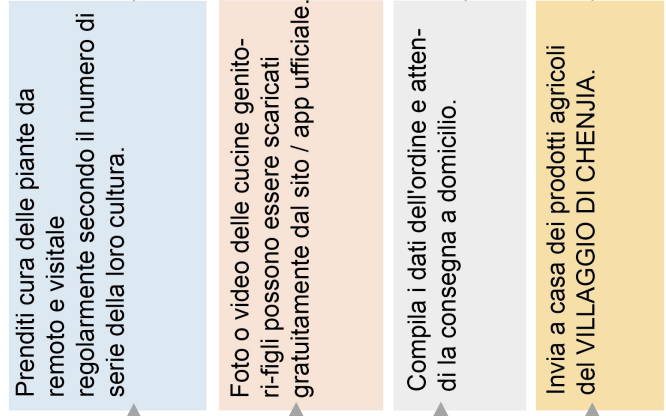 Prenditi cura delle piante da
remoto e visitale
regolarmente secondo il numero di
serie della loro cultura.
Foto o video delle cucine genito-
ri-figli possono essere scaricati
gratuitamente dal sito / app ufficiale.
Compila i dati dell'ordine e atten-
di la consegna a domicilio.
Invia a casa dei prodotti agricoli
del VILLAGGIO DI CHENJIA.